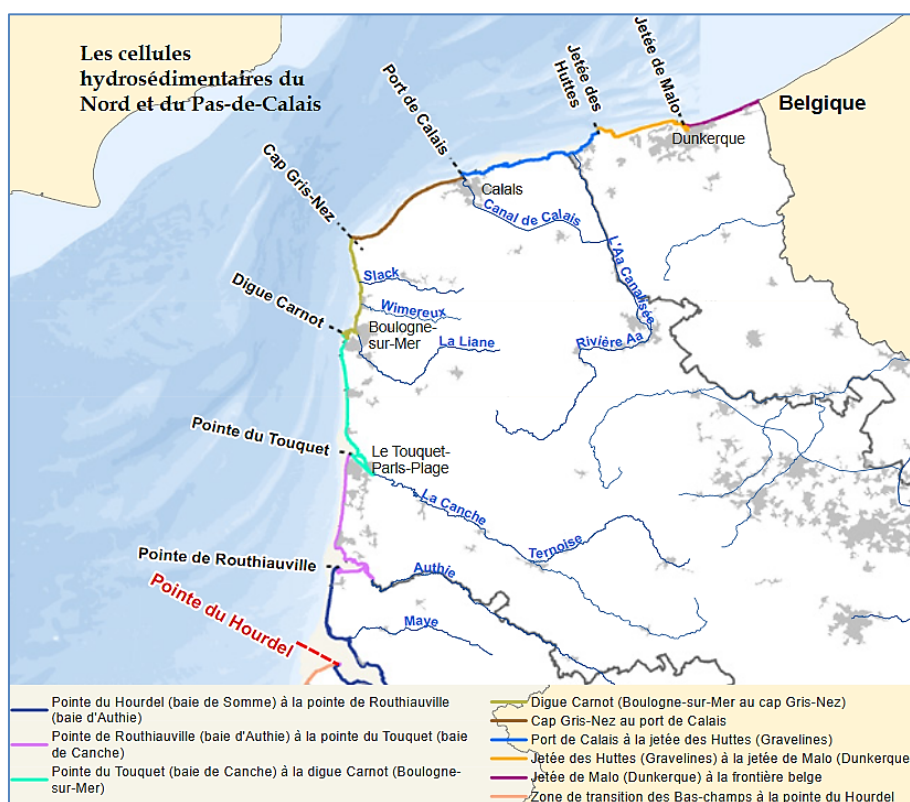 Les cellules
hydrosédimentaires du
Nord et du Pas-de-Calais
Port de Calais
Jetée des
Huttes
Jetée de Malo
Belgique
Dunkerque
Cap Gris-Nez
Calais
Canal de Calais
L'Aa Canalisée
Slack
Digue Carnot
Wimereux
Boulogne-
sur-Mer
La Liane
Rivière Aa
Pointe du Touquet
Le Touquet-
Paris-Plage
La Canche
Ternoise
Pointe de Routhiauville
Authie
Pointe du Hourdel
Maye
Pointe du Hourdel (baie de Somme) à la pointe de Routhiauville
(baie d'Authie)
Pointe de Routhiauville (baie d'Authie) à la pointe du Touquet (baie
de Canche)
Pointe du Touquet (baie de Canche) à la digue Carnot (Boulogne-
sur-Mer)
Digue Carnot (Boulogne-sur-Mer au cap Gris-Nez)
Cap Gris-Nez au port de Calais
Port de Calais à la jetée des Huttes (Gravelines)
Jetée des Huttes (Gravelines) à la jetée de Malo (Dunkerque
Jetée de Malo (Dunkerque) à la frontière belge
Zone de transition des Bas-champs à la pointe du Hourdel